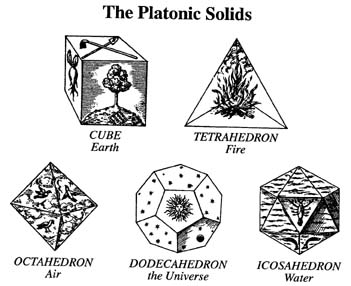 The Platonic Solids
CUBE
Earth
TETRAHEDRON
Fire
OCTAHEDRON
Air
DODECAHEDRON
the Universe
ICOSAHEDRON
Water